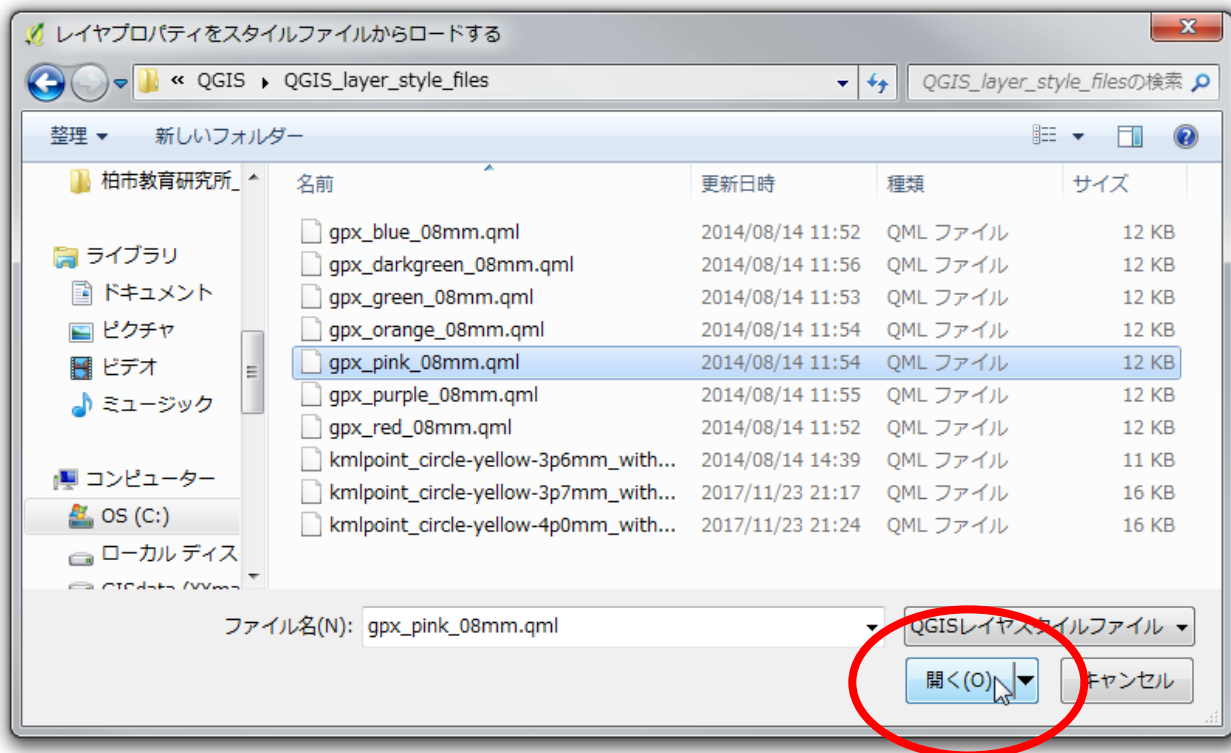 レイヤプロパティをスタイルファイルからロードする
« QGIS ▸ QGIS_layer_style_files
QGIS_layer_style_filesの検索
整理 新しいフォルダー
柏市教育研究所_
ライブラリ
ドキュメント
ピクチャ
ビデオ
ミュージック
コンピューター
OS (C:)
ローカル ディス
名前 更新日時 種類 サイズ
gpx_blue_08mm.qml 2014/08/14 11:52 QML ファイル 12 KB
gpx_darkgreen_08mm.qml 2014/08/14 11:56 QML ファイル 12 KB
gpx_green_08mm.qml 2014/08/14 11:53 QML ファイル 12 KB
gpx_orange_08mm.qml 2014/08/14 11:54 QML ファイル 12 KB
gpx_pink_08mm.qml 2014/08/14 11:54 QML ファイル 12 KB
gpx_purple_08mm.qml 2014/08/14 11:55 QML ファイル 12 KB
gpx_red_08mm.qml 2014/08/14 11:52 QML ファイル 12 KB
kmlpoint_circle-yellow-3p6mm_with... 2014/08/14 14:39 QML ファイル 11 KB
kmlpoint_circle-yellow-3p7mm_with... 2017/11/23 21:17 QML ファイル 16 KB
kmlpoint_circle-yellow-4p0mm_with... 2017/11/23 21:24 QML ファイル 16 KB
ファイル名(N): gpx_pink_08mm.qml
QGISレイヤスタイルファイル
開く(O)
キャンセル